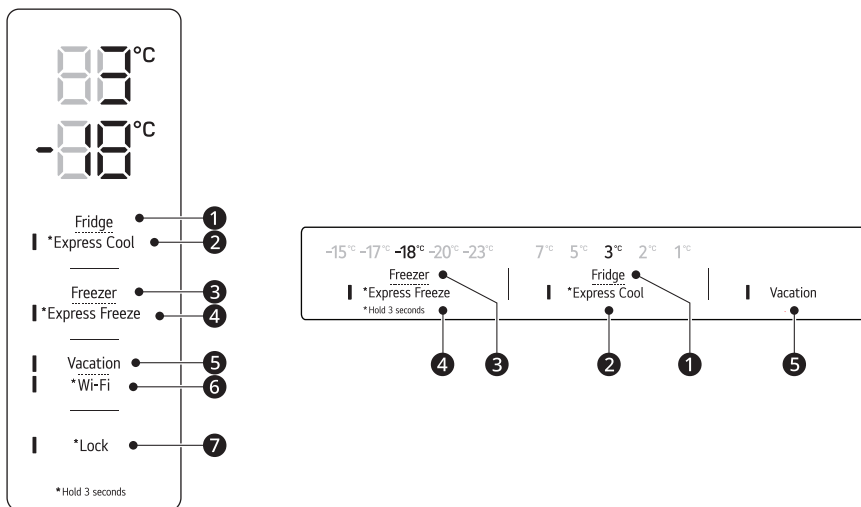 3°C
-18°C
Fridge
*Express Cool
Freezer
*Express Freeze
Vacation
*Wi-Fi
*Lock
*Hold 3 seconds
1
2
3
4
5
6
7
-15°C -17°C -18°C -20°C -23°C
Freezer
*Express Freeze
*Hold 3 seconds
7°C 5°C 3°C 2°C 1°C
Fridge
*Express Cool
Vacation
4 3 2 1 5